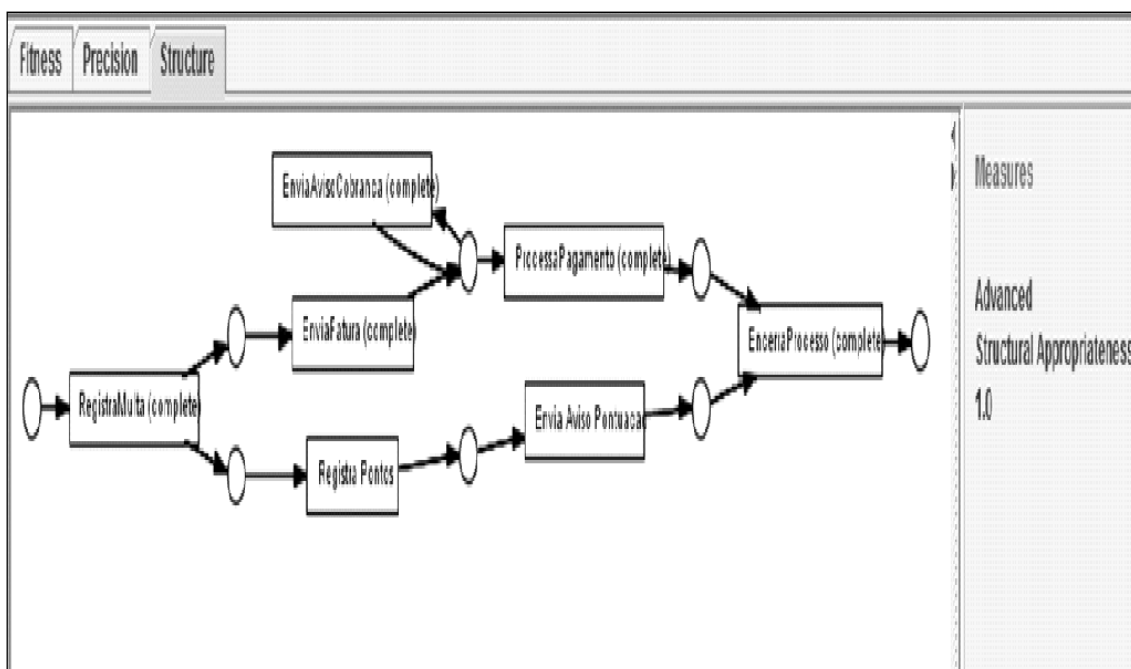 Fitness
Precision
Structure
Measures
Advanced
Structural Appropriateness
1.0
EnviaAvisoCobranca (complete)
ProcessaPagamento (complete)
EnviaFatura (complete)
EncerraProcesso (complete
RegistraMulta (complete)
Envia Aviso Pontuacao
Registra Pontos